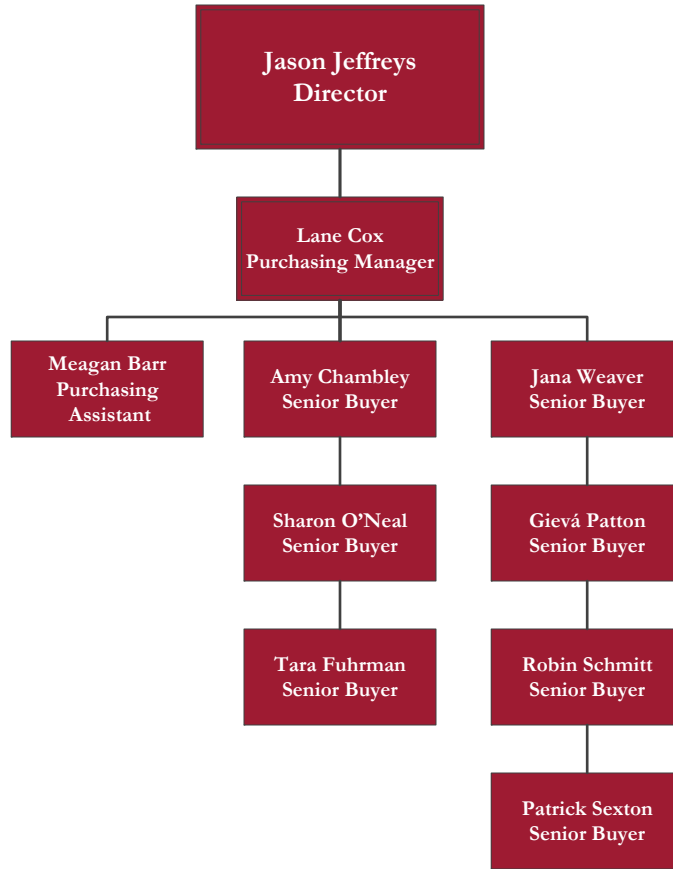 Jason Jeffreys
Director
Lane Cox
Purchasing Manager
Meagan Barr
Purchasing
Assistant
Amy Chambley
Senior Buyer
Jana Weaver
Senior Buyer
Sharon O’Neal
Senior Buyer
Gievá Patton
Senior Buyer
Tara Fuhrman
Senior Buyer
Robin Schmitt
Senior Buyer
Patrick Sexton
Senior Buyer